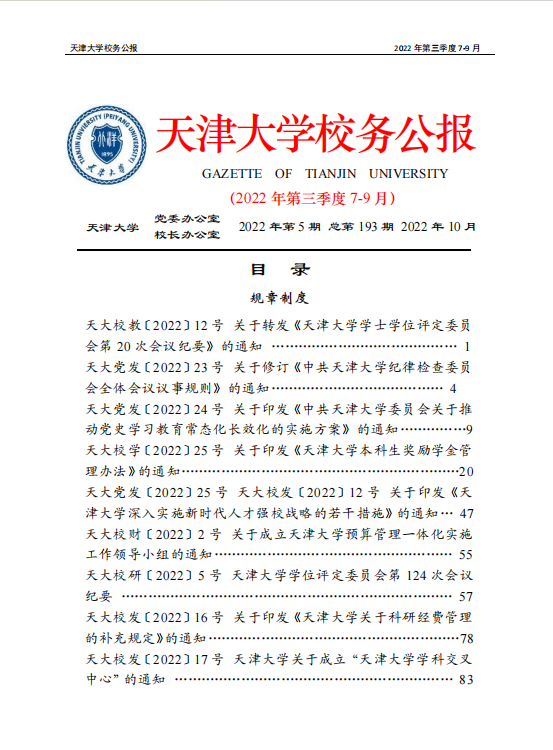 天津大学校务公报 2022 年第三季度 7-9 月
TIANJIN UNIVERSITY (PEIYANG UNIVERSITY)
北洋
1895
天津大学
天津大学校务公报
GAZETTE OF TIANJIN UNIVERSITY
（2022 年第三季度 7-9 月）
天津大学 党委办公室 校长办公室 2022 年第 5 期 总第 193 期 2022 年 10 月
目 录
规章制度
天大校教〔2022〕12 号 关于转发《天津大学学士学位评定委员
会第 20 次会议纪要》的通知 ………………………………… 1
天大党发〔2022〕23 号 关于修订《中共天津大学纪律检查委员
会全体会议议事规则》的通知………………………………… 4
天大党发〔2022〕24 号 关于印发《中共天津大学委员会关于推
动党史学习教育常态化长效化的实施方案》的通知……………9
天大校学〔2022〕25 号 关于印发《天津大学本科生奖励学金管
理办法》的通知…………………………………………………20
天大党发〔2022〕25 号 天大校发〔2022〕12 号 关于印发《天
津大学深入实施新时代人才强校战略的若干措施》的通知… 47
天大校财〔2022〕2 号 关于成立天津大学预算管理一体化实施
工作领导小组的通知………………………………………… 55
天大校研〔2022〕5 号 天津大学学位评定委员会第 124 次会议
纪要 ………………………………………………………… 57
天大校发〔2022〕16 号 关于印发《天津大学关于科研经费管理
的补充规定》的通知……………………………………………78
天大校发〔2022〕17 号 天津大学关于成立“天津大学学科交叉
中心”的通知 ………………………………………………… 83